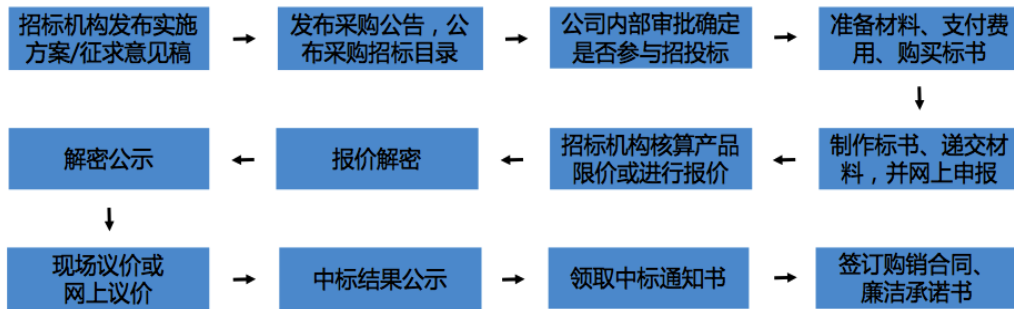 招标机构发布实施
方案/征求意见稿
发布采购公告，公
布采购招标目录
公司内部审批确定
是否参与招投标
准备材料、支付费
用、购买标书
制作标书、递交材
料，并网上申报
招标机构核算产品
限价或进行报价
报价解密
解密公示
现场议价或
网上议价
中标结果公示
领取中标通知书
签订购销合同、
廉洁承诺书